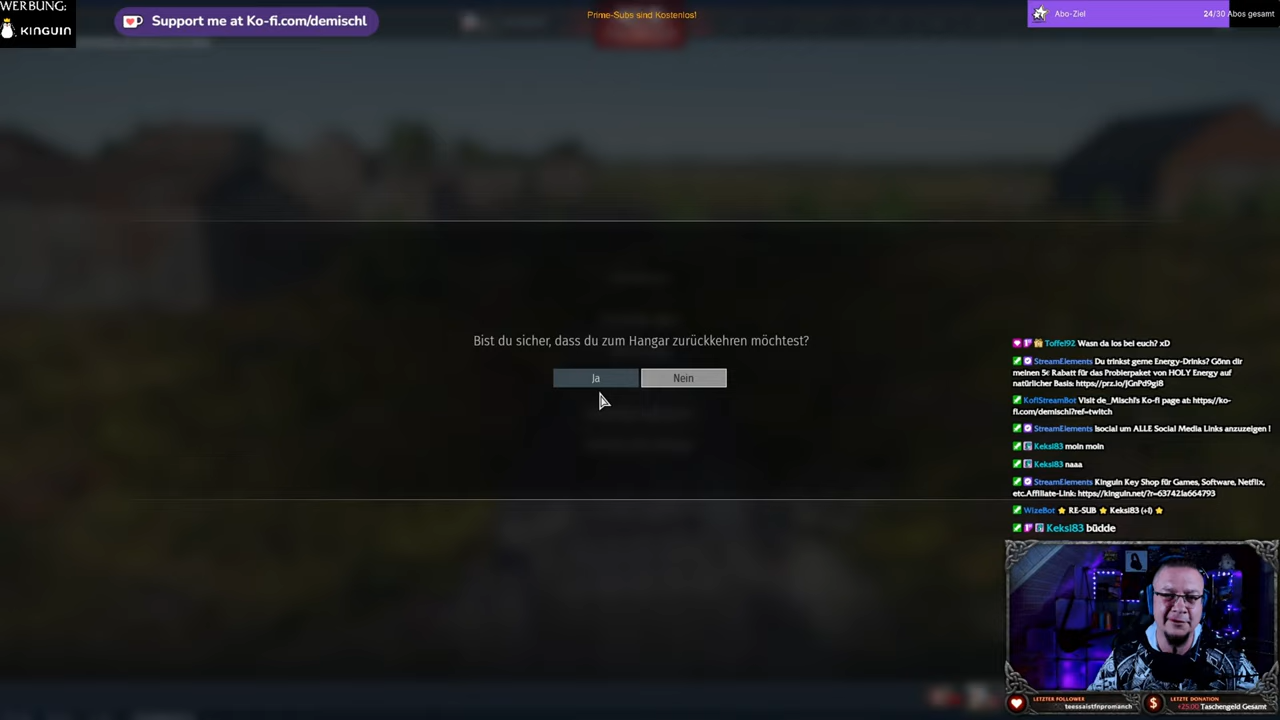 WERBUNG:
KINGUIN
Support me at Ko-fi.com/demischl
Prime-Subs sind Kostenlos!
Abo-Ziel
24/30 Abos gesamt
Bist du sicher, dass du zum Hangar zurückkehren möchtest?
Ja
Nein
Toffel92 Wasn da los bei euch? xD
StreamElements Du trinkst gerne Energy-Drinks? Gönn dir
meinen 5€ Rabatt für das Probierpaket von HOLY Energy auf
natürlicher Basis: https://prz.io/JGnPd9gi8
KofiStreamBot Visit de_Mischl's Ko-fi page at: https://ko-
fi.com/demischl?ref=twitch
StreamElements !social um ALLE Social Media Links anzuzeigen !
Keksi83 moin moin
Keksi83 naaa
StreamElements Kinguin Key Shop für Games, Software, Netflix,
etc.Affiliate-Link: https://kinguin.net/?r=63742la664793
WizeBot ⭐ RE-SUB ⭐ Keksi83 (+1) ⭐
Keksi83 büdde
LETZTER FOLLOWER
teessaistfnpromanch
LETZTE DONATION
+25.00 Taschengeld Gesamt